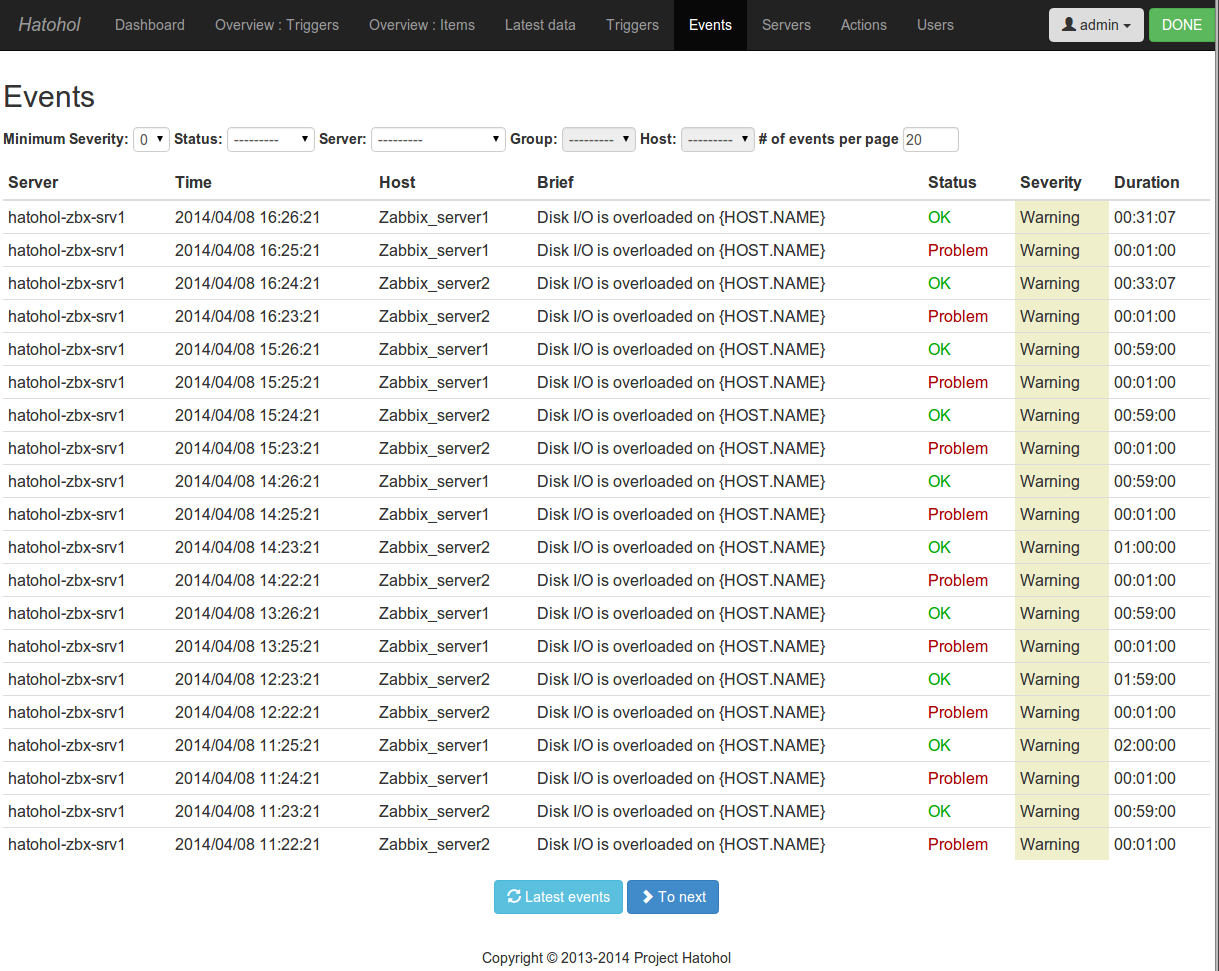 Hatohol Dashboard Overview : Triggers Overview : Items Latest data Triggers Events Servers Actions Users admin DONE
Events
Minimum Severity: 0 Status: --------- Server: --------- Group: --------- Host: --------- # of events per page 20
Server Time Host Brief Status Severity Duration
hatohol-zbx-srv1 2014/04/08 16:26:21 Zabbix_server1 Disk I/O is overloaded on {HOST.NAME} OK Warning 00:31:07
hatohol-zbx-srv1 2014/04/08 16:25:21 Zabbix_server1 Disk I/O is overloaded on {HOST.NAME} Problem Warning 00:01:00
hatohol-zbx-srv1 2014/04/08 16:24:21 Zabbix_server2 Disk I/O is overloaded on {HOST.NAME} OK Warning 00:33:07
hatohol-zbx-srv1 2014/04/08 16:23:21 Zabbix_server2 Disk I/O is overloaded on {HOST.NAME} Problem Warning 00:01:00
hatohol-zbx-srv1 2014/04/08 15:26:21 Zabbix_server1 Disk I/O is overloaded on {HOST.NAME} OK Warning 00:59:00
hatohol-zbx-srv1 2014/04/08 15:25:21 Zabbix_server1 Disk I/O is overloaded on {HOST.NAME} Problem Warning 00:01:00
hatohol-zbx-srv1 2014/04/08 15:24:21 Zabbix_server2 Disk I/O is overloaded on {HOST.NAME} OK Warning 00:59:00
hatohol-zbx-srv1 2014/04/08 15:23:21 Zabbix_server2 Disk I/O is overloaded on {HOST.NAME} Problem Warning 00:01:00
hatohol-zbx-srv1 2014/04/08 14:26:21 Zabbix_server1 Disk I/O is overloaded on {HOST.NAME} OK Warning 00:59:00
hatohol-zbx-srv1 2014/04/08 14:25:21 Zabbix_server1 Disk I/O is overloaded on {HOST.NAME} Problem Warning 00:01:00
hatohol-zbx-srv1 2014/04/08 14:23:21 Zabbix_server2 Disk I/O is overloaded on {HOST.NAME} OK Warning 01:00:00
hatohol-zbx-srv1 2014/04/08 14:22:21 Zabbix_server2 Disk I/O is overloaded on {HOST.NAME} Problem Warning 00:01:00
hatohol-zbx-srv1 2014/04/08 13:26:21 Zabbix_server1 Disk I/O is overloaded on {HOST.NAME} OK Warning 00:59:00
hatohol-zbx-srv1 2014/04/08 13:25:21 Zabbix_server1 Disk I/O is overloaded on {HOST.NAME} Problem Warning 00:01:00
hatohol-zbx-srv1 2014/04/08 12:23:21 Zabbix_server2 Disk I/O is overloaded on {HOST.NAME} OK Warning 01:59:00
hatohol-zbx-srv1 2014/04/08 12:22:21 Zabbix_server2 Disk I/O is overloaded on {HOST.NAME} Problem Warning 00:01:00
hatohol-zbx-srv1 2014/04/08 11:25:21 Zabbix_server1 Disk I/O is overloaded on {HOST.NAME} OK Warning 02:00:00
hatohol-zbx-srv1 2014/04/08 11:24:21 Zabbix_server1 Disk I/O is overloaded on {HOST.NAME} Problem Warning 00:01:00
hatohol-zbx-srv1 2014/04/08 11:23:21 Zabbix_server2 Disk I/O is overloaded on {HOST.NAME} OK Warning 00:59:00
hatohol-zbx-srv1 2014/04/08 11:22:21 Zabbix_server2 Disk I/O is overloaded on {HOST.NAME} Problem Warning 00:01:00
Latest events To next
Copyright © 2013-2014 Project Hatohol